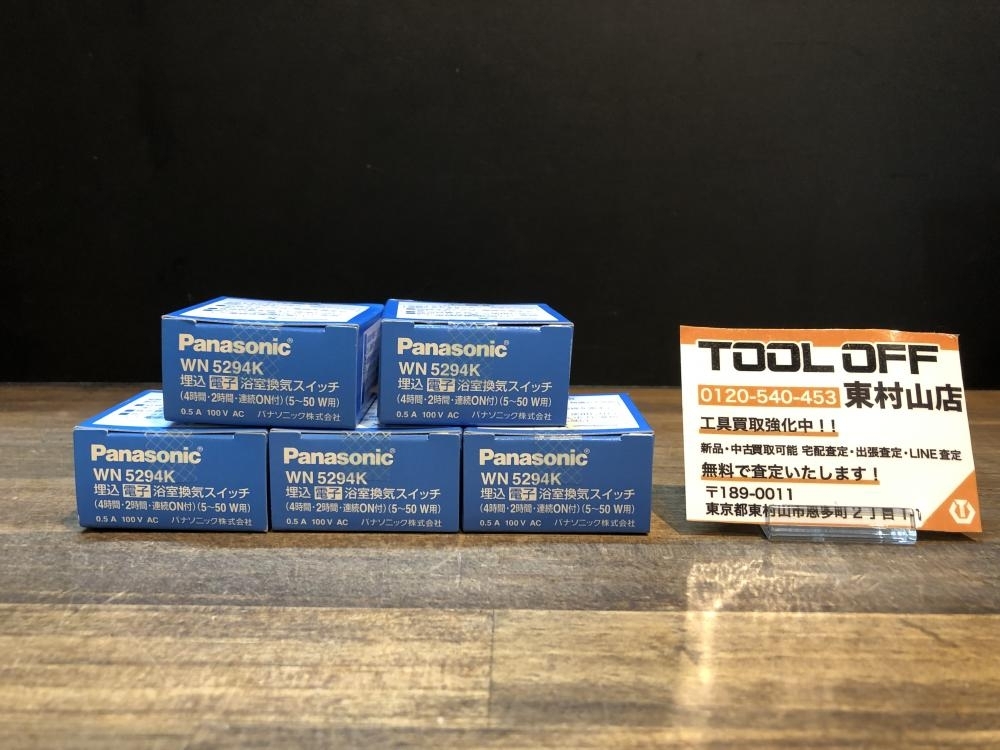 Panasonic®
WN 5294K
埋込 電子 浴室換気スイッチ
(4時間・2時間・連続ON付)(5〜50 W用)
0.5 A 100 V AC パナソニック株式会社
Panasonic®
WN 5294K
埋込 電子 浴室換気スイッチ
(4時間・2時間・連続ON付)(5〜50 W用)
0.5 A 100 V AC パナソニック株式会社
Panasonic®
WN 5294K
埋込 電子 浴室換気スイッチ
(4時間・2時間・連続ON付)(5〜50 W用)
0.5 A 100 V AC パナソニック株式会社
Panasonic®
WN 5294K
埋込 電子 浴室換気スイッチ
(4時間・2時間・連続ON付)(5〜50 W用)
0.5 A 100 V AC パナソニック株式会社
Panasonic®
WN 5294K
埋込 電子 浴室換気スイッチ
(4時間・2時間・連続ON付)(5〜50 W用)
0.5 A 100 V AC パナソニック株式会社
TOOL OFF
0120-540-453 東村山店
工具買取強化中！！
新品・中古買取可能 宅配査定・出張査定・LINE査定
無料で査定いたします！
〒189-0011
東京都東村山市恩多町2丁目